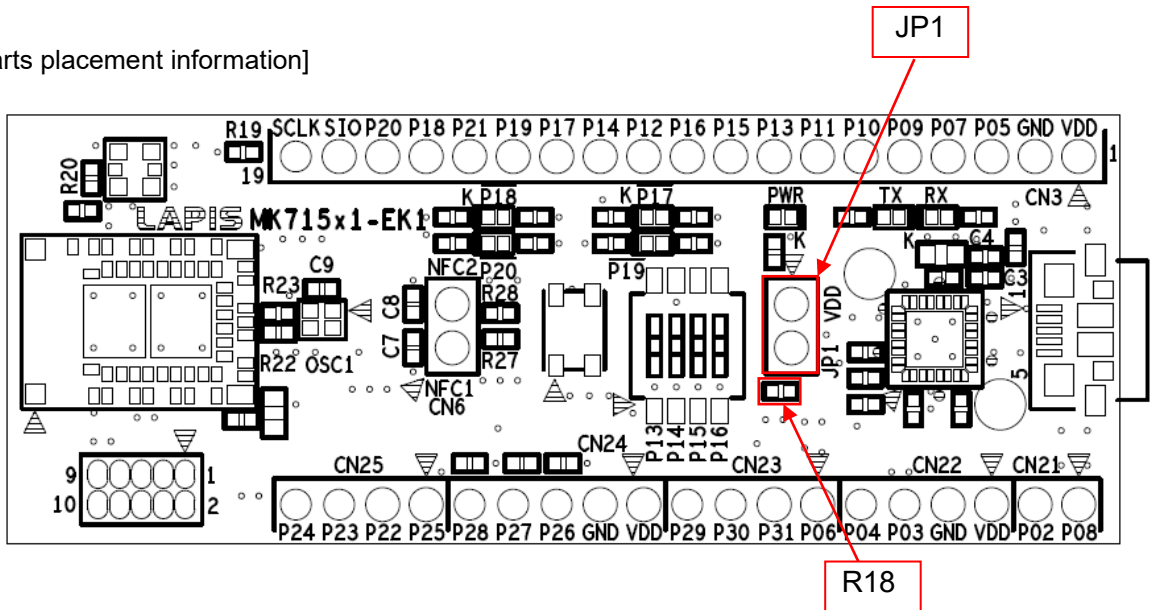 JP1
arts placement information]
R19 SCLK SIO P20 P18 P21 P19 P17 P14 P12 P16 P15 P13 P11 P10 P09 P07 P05 GND VDD
R20
19
1
LAPIS MK715x1-EK1
K P18
K P17
PWR
TX RX
CN3
K
K
C4
NFC2
P20
P19
C9
R23
C8
R28
VDD
C3
1
R22
OSC1
C7
R27
JP1
5
NFC1
CN6
P13
P14
P15
P16
CN25
CN24
CN23
CN22
CN21
9
1
10
2
P24 P23 P22 P25 P28 P27 P26 GND VDD P29 P30 P31 P06 P04 P03 GND VDD P02 P08
R18